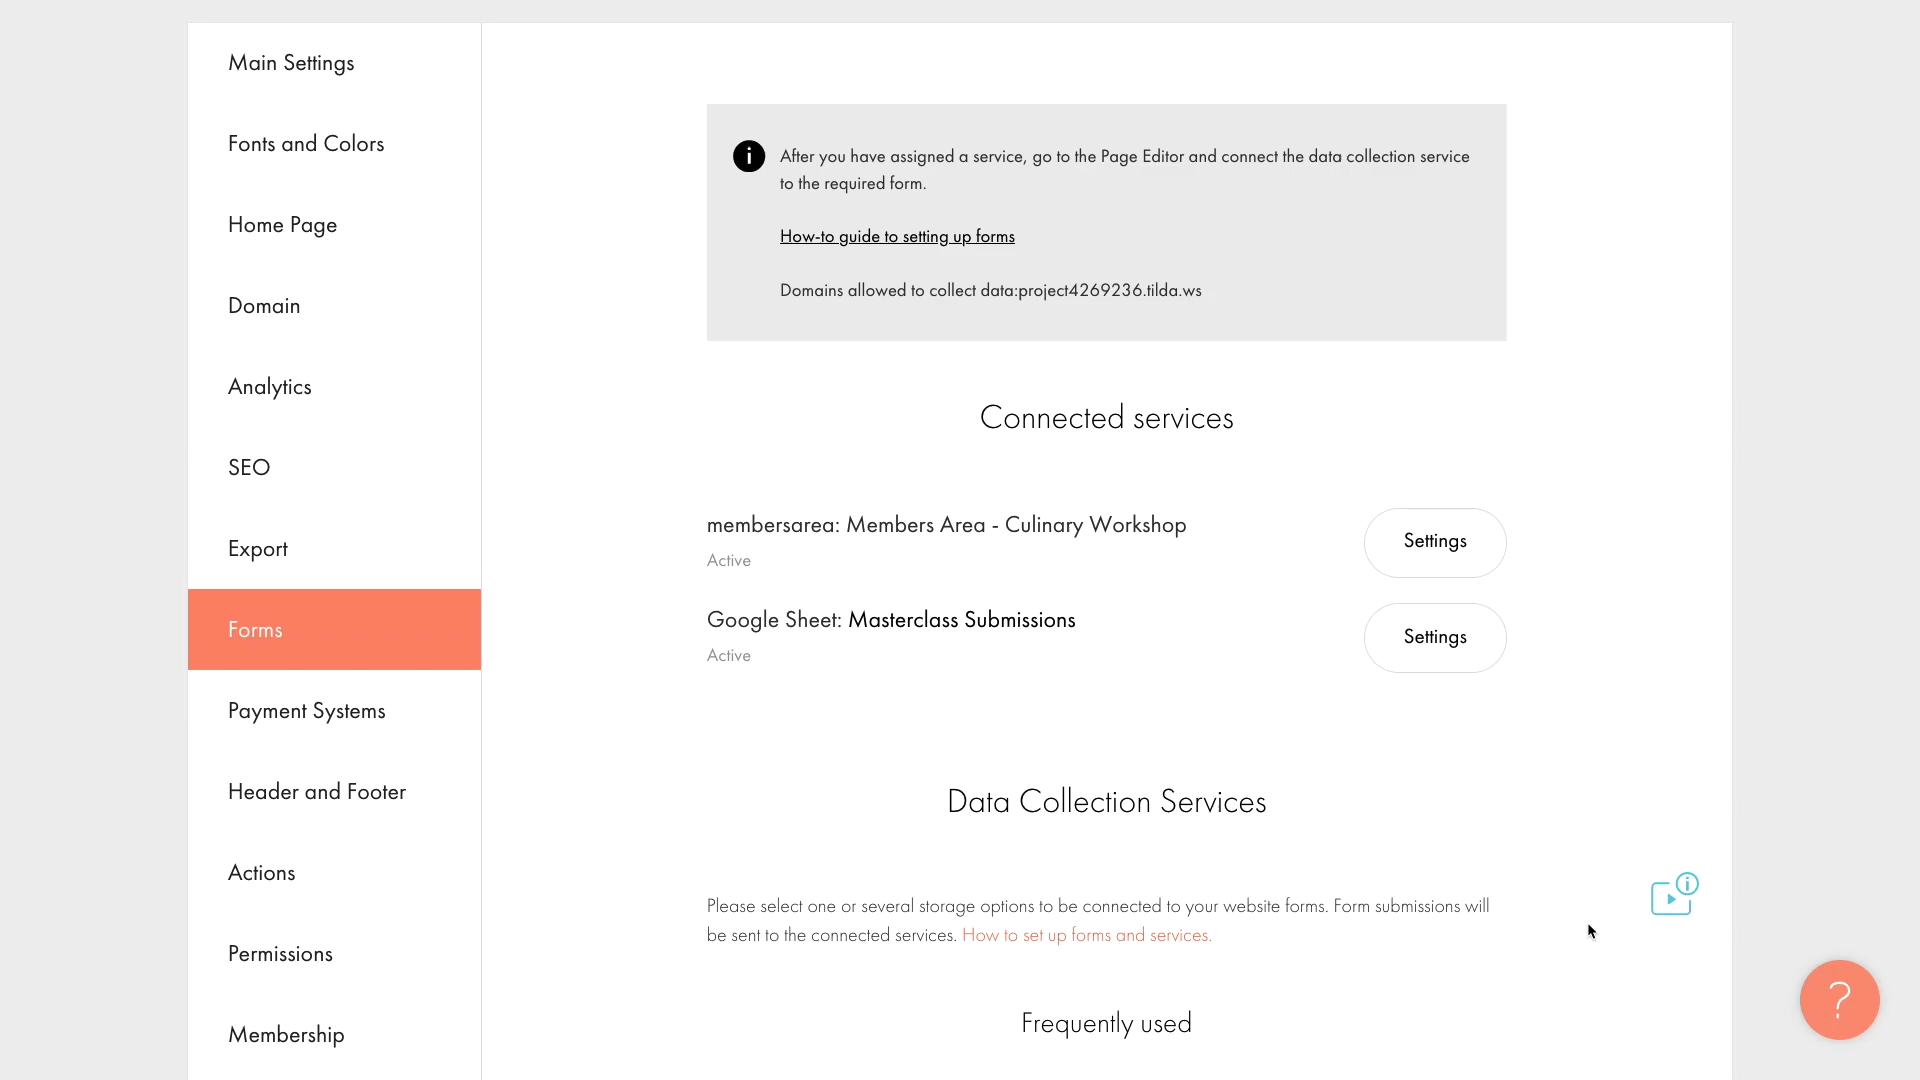 Main Settings
Fonts and Colors
Home Page
Domain
Analytics
SEO
Export
Forms
Payment Systems
Header and Footer
Actions
Permissions
Membership
After you have assigned a service, go to the Page Editor and connect the data collection service
to the required form.
How-to guide to setting up forms
Domains allowed to collect data:project4269236.tilda.ws
Connected services
membersarea: Members Area - Culinary Workshop
Active
Settings
Google Sheet: Masterclass Submissions
Active
Settings
Data Collection Services
Please select one or several storage options to be connected to your website forms. Form submissions will
be sent to the connected services. How to set up forms and services.
Frequently used
?